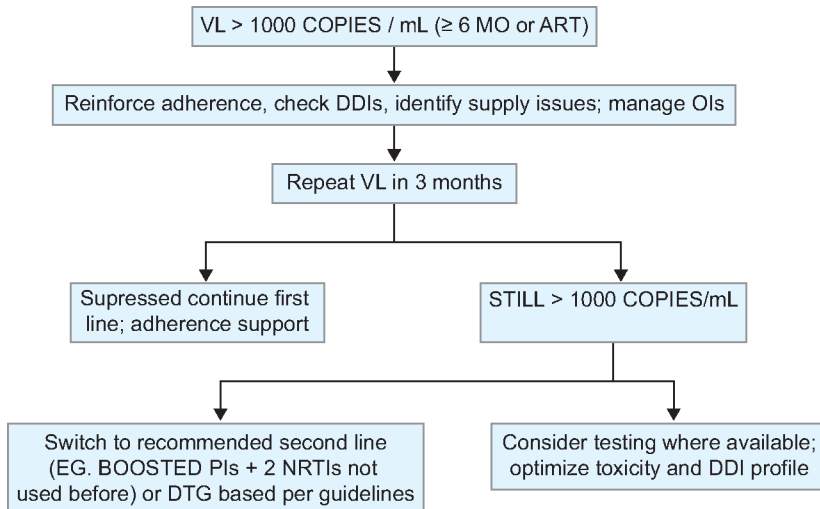 VL > 1000 COPIES / mL (≥ 6 MO or ART)
Reinforce adherence, check DDIs, identify supply issues; manage OIs
Repeat VL in 3 months
Supressed continue first
line; adherence support
STILL > 1000 COPIES/mL
Switch to recommended second line
(EG. BOOSTED PIs + 2 NRTIs not
used before) or DTG based per guidelines
Consider testing where available;
optimize toxicity and DDI profile